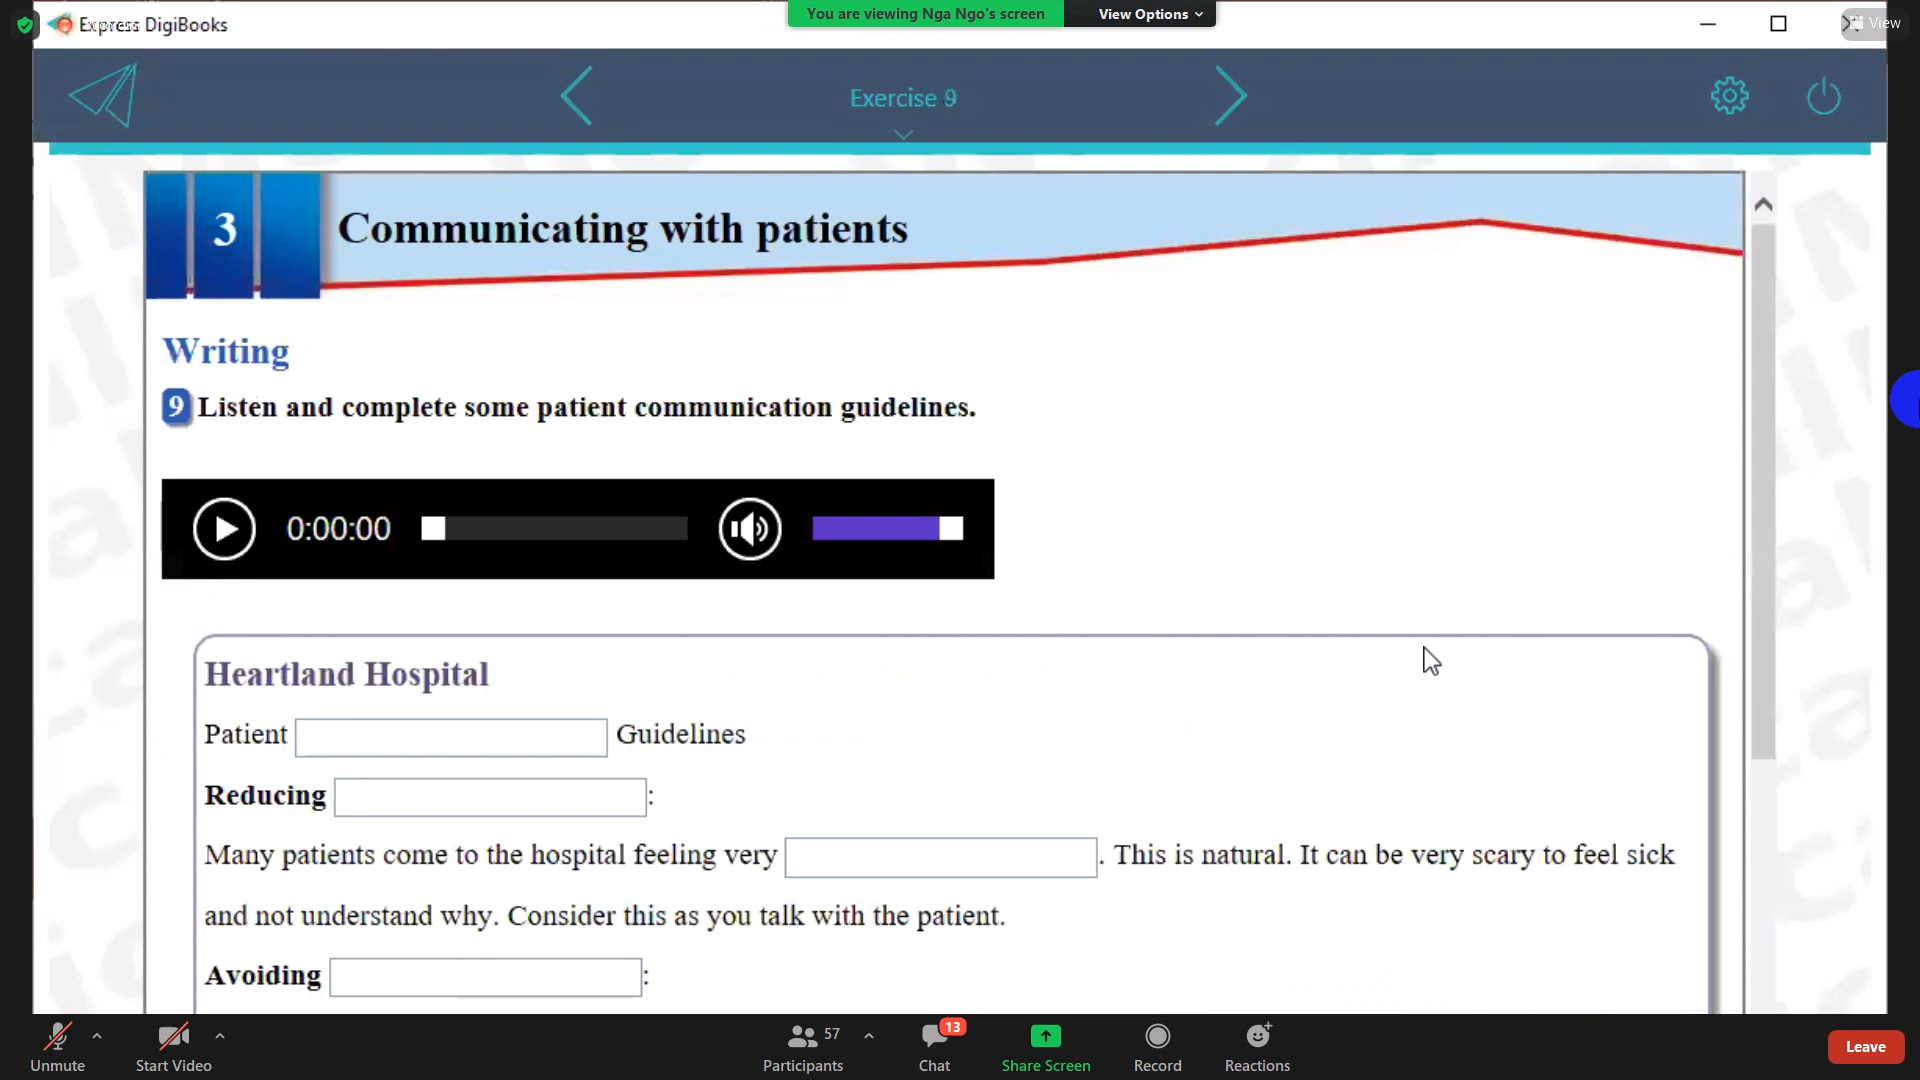 Express DigiBooks
You are viewing Nga Ngo's screen
View Options
View
Exercise 9
3
Communicating with patients
Writing
9 Listen and complete some patient communication guidelines.
0:00:00
Heartland Hospital
Patient Guidelines
Reducing :
Many patients come to the hospital feeling very . This is natural. It can be very scary to feel sick
and not understand why. Consider this as you talk with the patient.
Avoiding :
Unmute
Start Video
57
Participants
13
Chat
Share Screen
Record
Reactions
Leave